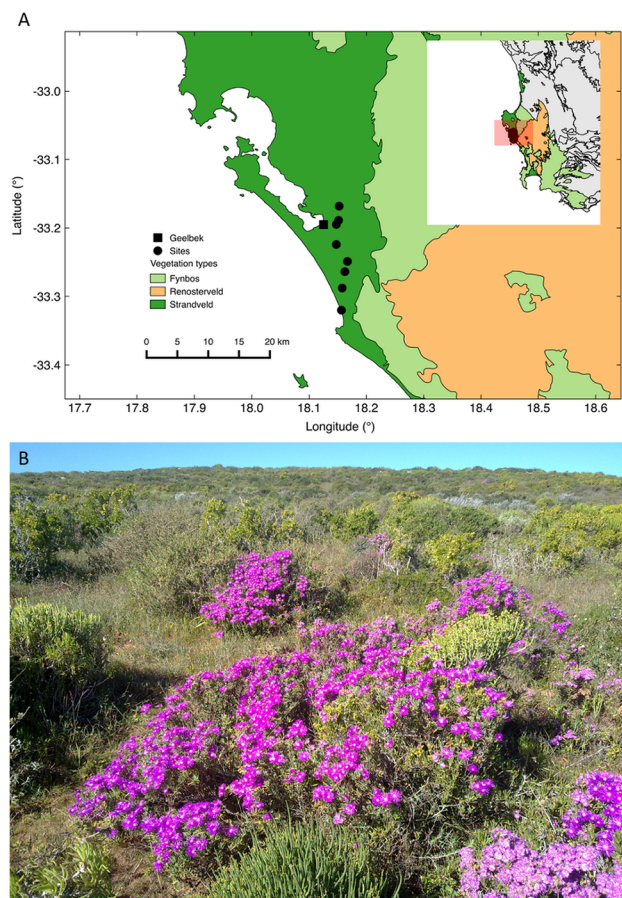 A
-33.0
-33.1
-33.2
-33.3
-33.4
Latitude (°)
Geelbek
Sites
Vegetation types
Fynbos
Renosterveld
Strandveld
0 5 10 20 km
17.7 17.8 17.9 18.0 18.1 18.2 18.3 18.4 18.5 18.6
Longitude (°)
B